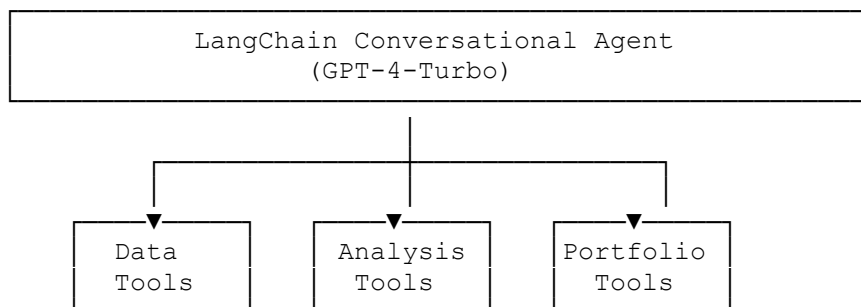 LangChain Conversational Agent
(GPT-4-Turbo)
Data
Tools
Analysis
Tools
Portfolio
Tools